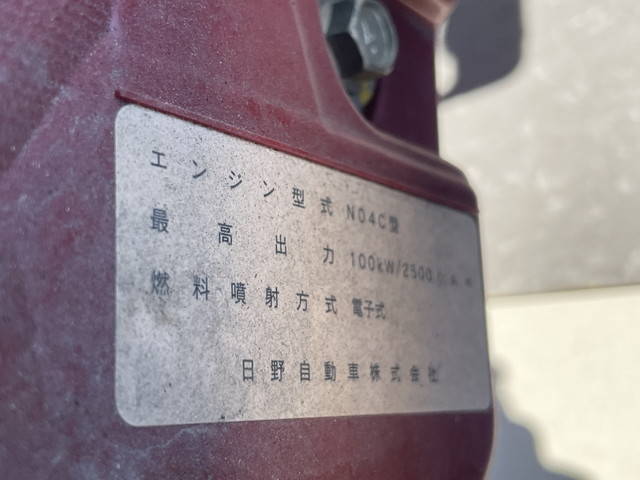 エンジン型式 N04C型
最高出力 100kW/2500
燃料噴射方式 電子式
日野自動車株式会社